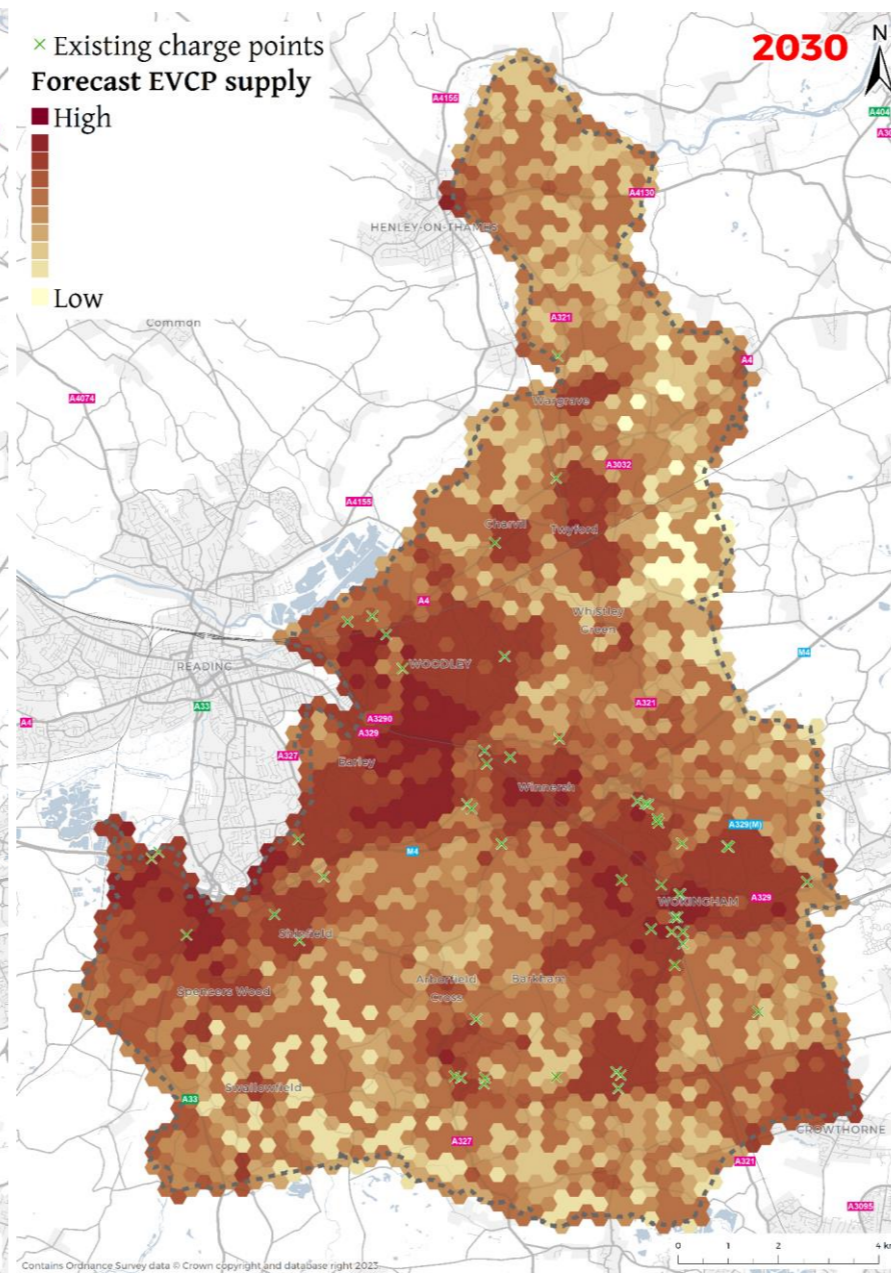 Existing charge points
Forecast EVCP supply
High
Low
2030
N
A4155
A404
A4130
HENLEY-ON-THAMES
Common
A321
A4
A4074
Wargrave
A3032
A4155
Charvil
Twyford
A4
Whistley
Green
M4
READING
WOODLEY
A33
A321
A4
A3290
A329
A327
Earley
Winnersh
A329(M)
M4
A329
WOKINGHAM
Shinfield
Arborfield
Cross
Barkham
Spencers Wood
Swallowfield
A33
CROWTHORNE
A327
A321
A3095
0 1 2 4
Contains Ordnance Survey data © Crown copyright and database right 2023